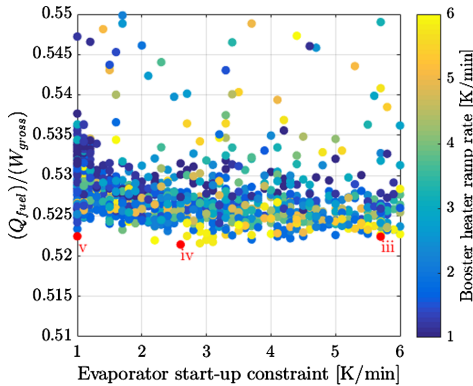 0.55
0.545
0.54
0.535
0.53
0.525
0.52
0.515
0.51
(Q_fuel)/(W_gross)
v
iv
iii
1 2 3 4 5 6
Evaporator start-up constraint [K/min]
6
5
4
3
2
1
Booster heater ramp rate [K/min]